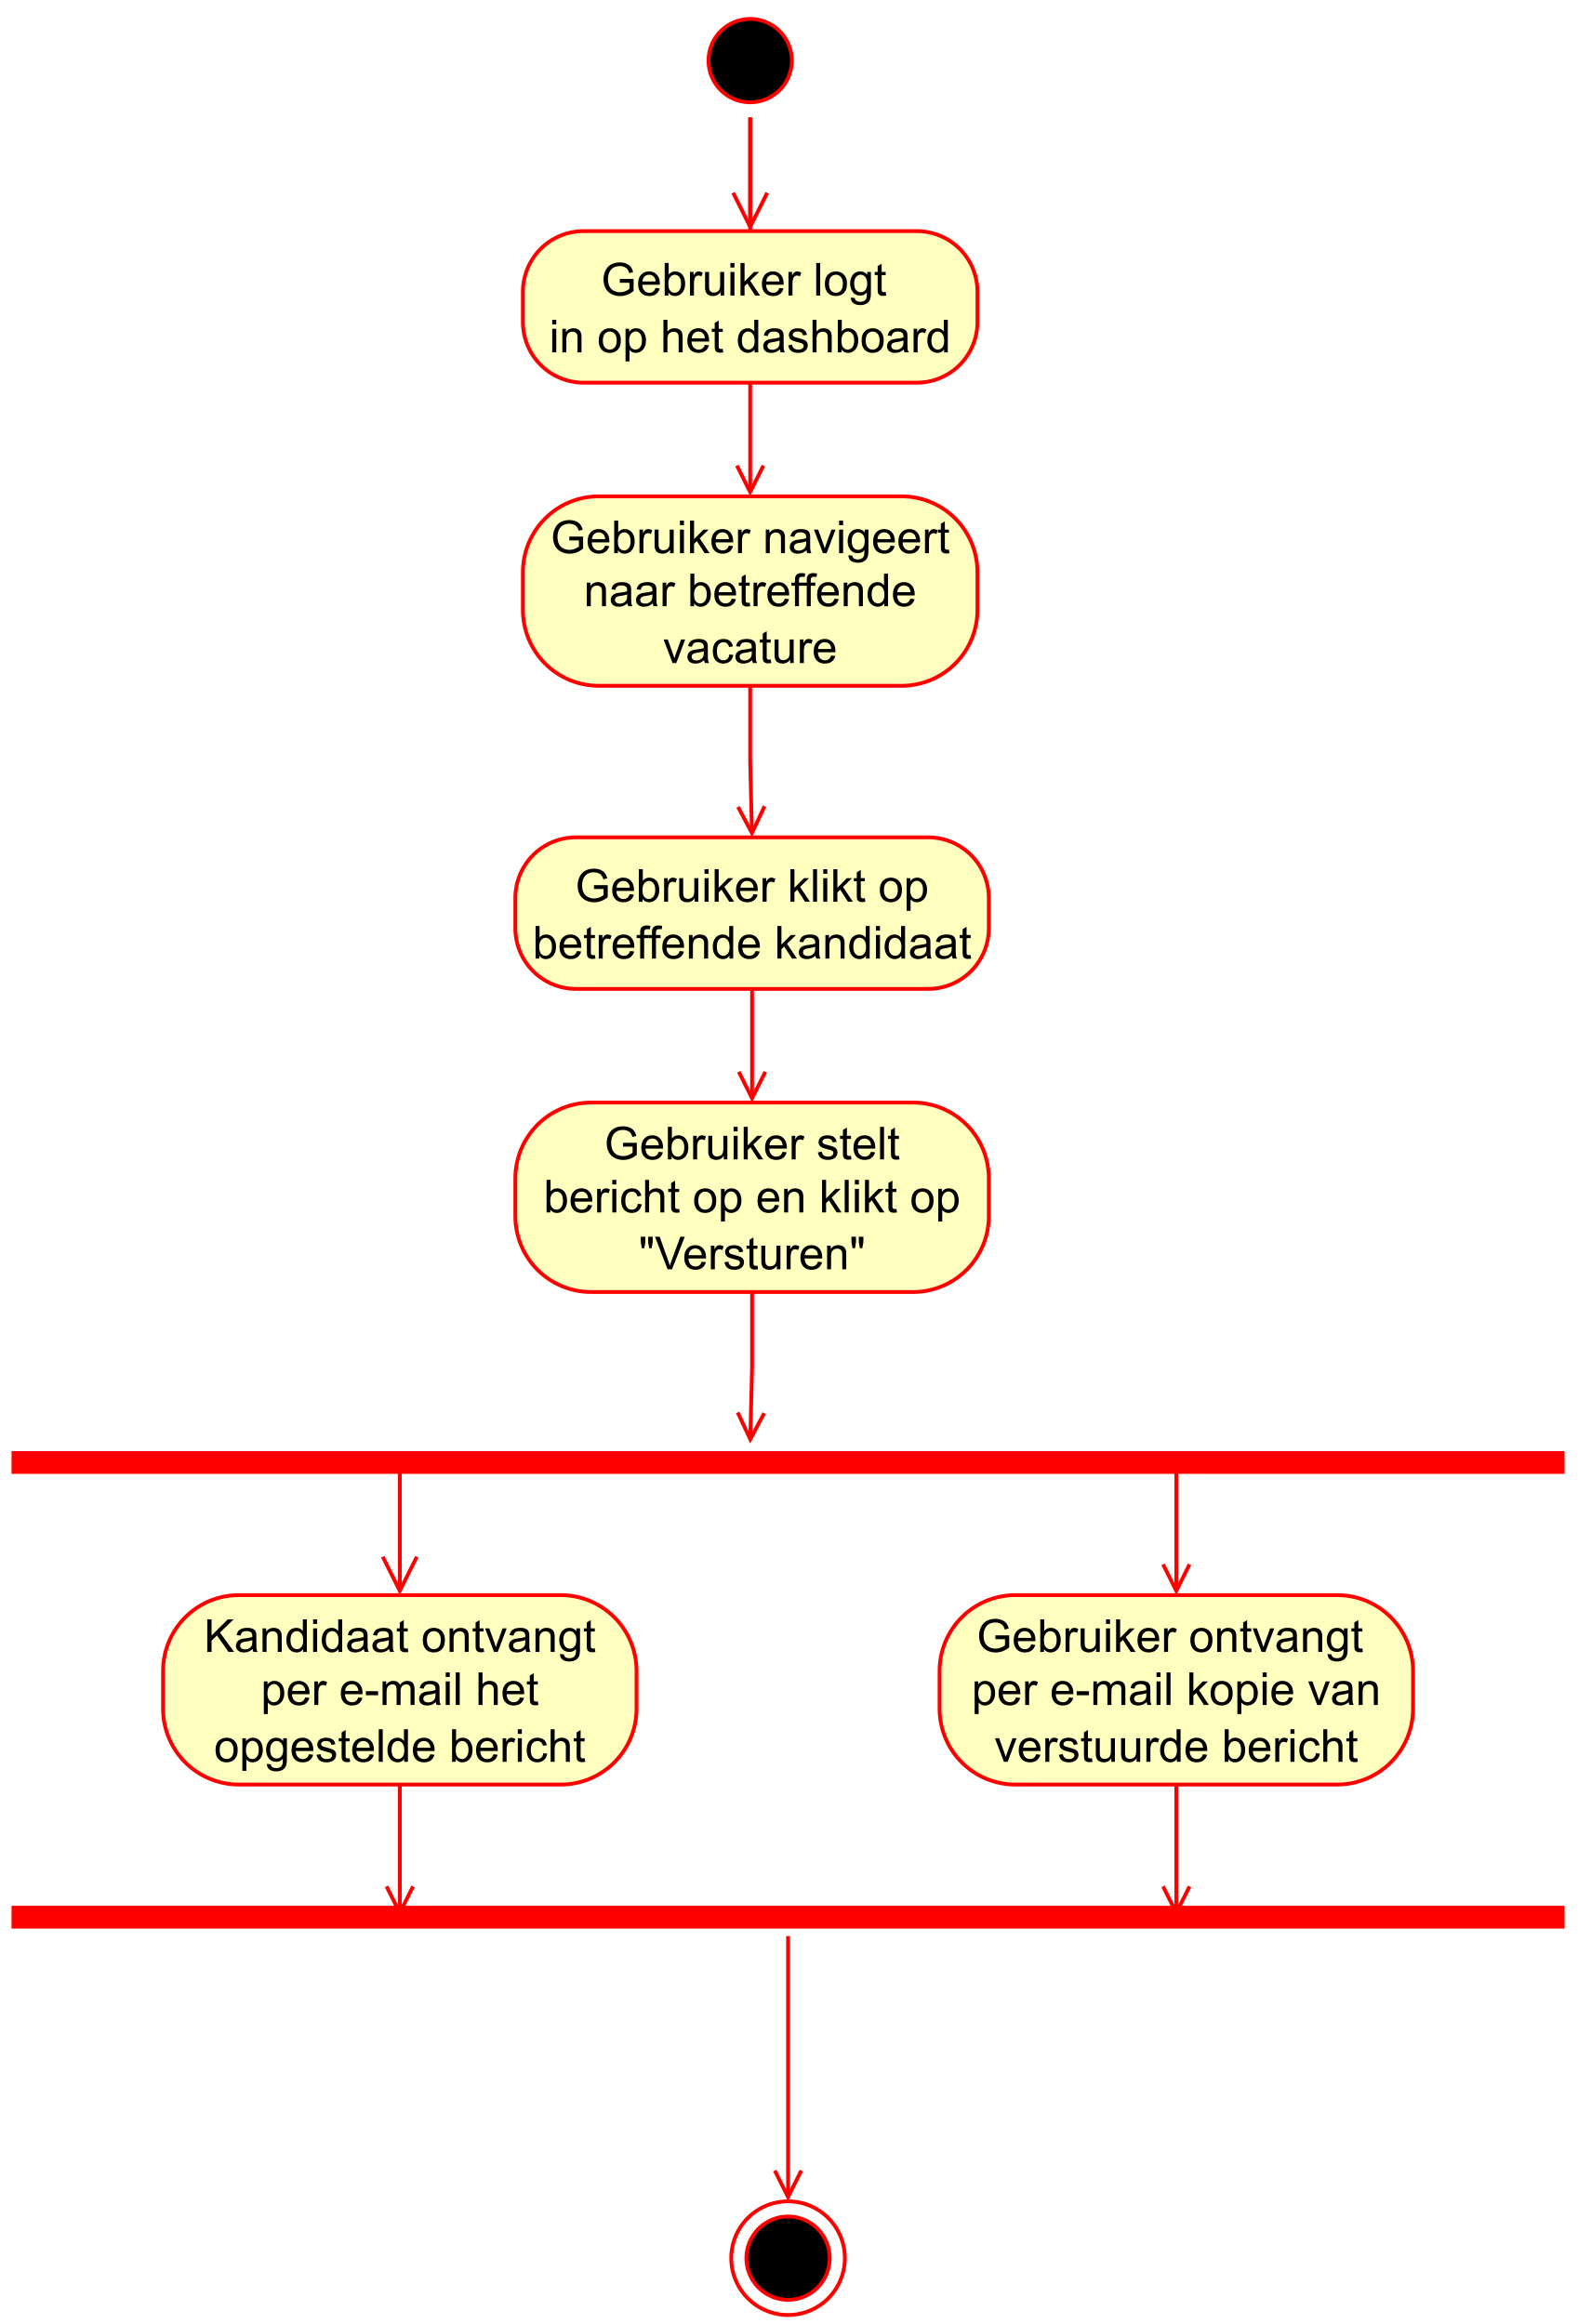 Gebruiker logt
in op het dashboard
Gebruiker navigeert
naar betreffende
vacature
Gebruiker klikt op
betreffende kandidaat
Gebruiker stelt
bericht op en klikt op
"Versturen"
Kandidaat ontvangt
per e-mail het
opgestelde bericht
Gebruiker ontvangt
per e-mail kopie van
verstuurde bericht